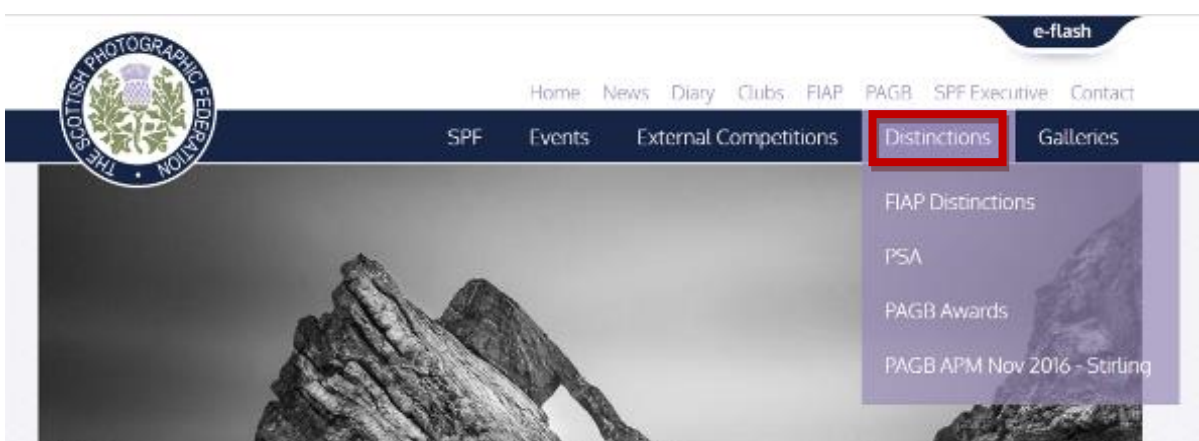 e-flash
THE SCOTTISH PHOTOGRAPHIC FEDERATION
Home News Diary Clubs FIAP PAGB SPF Executive Contact
SPF Events External Competitions Distinctions Galleries
FIAP Distinctions
PSA
PAGB Awards
PAGB APM Nov 2016 - Stirling